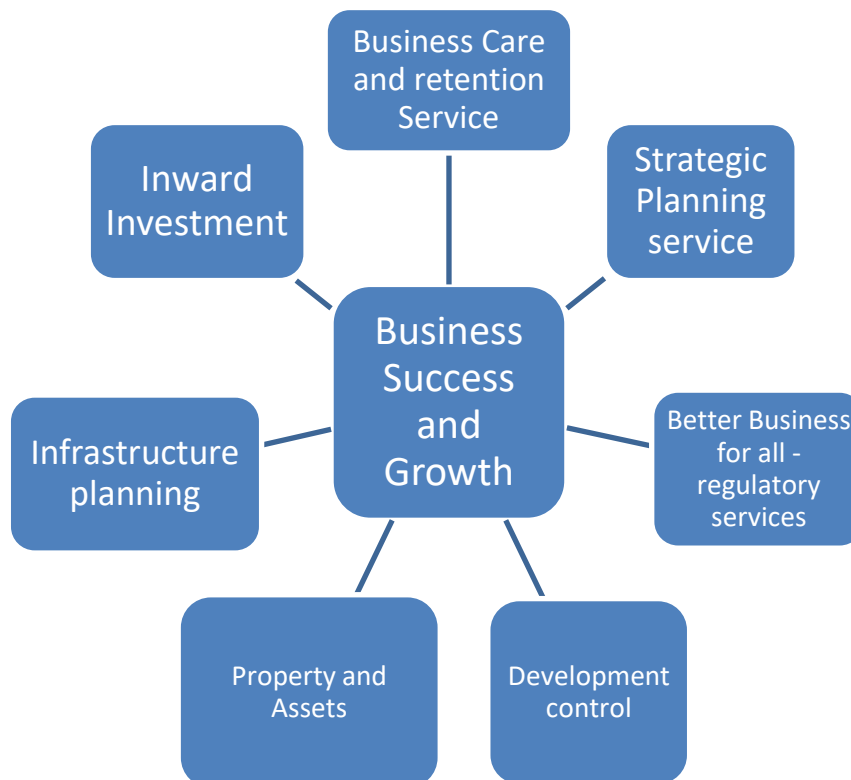 Business Care
and retention
Service
Inward
Investment
Strategic
Planning
service
Business
Success
and
Growth
Infrastructure
planning
Better Business
for all -
regulatory
services
Property and
Assets
Development
control